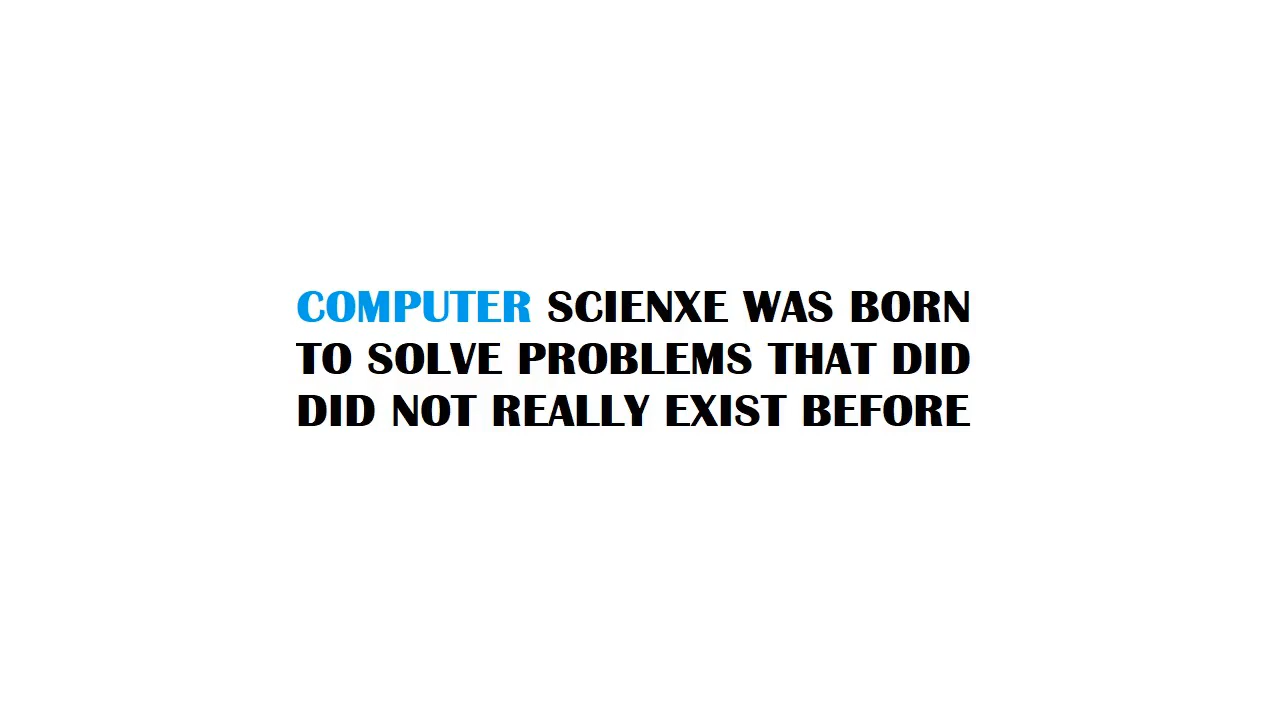 COMPUTER SCIENXE WAS BORN
TO SOLVE PROBLEMS THAT DID
DID NOT REALLY EXIST BEFORE